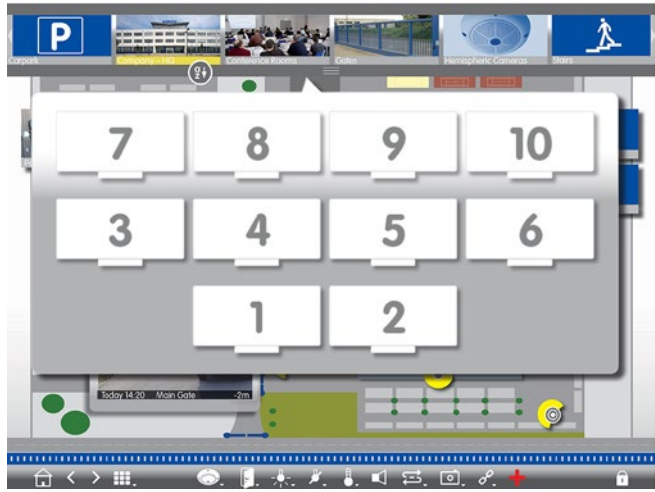 P
Carpark Company - HQ Conference Rooms Gates Hemispheric Cameras Stairs
7 8 9 10
3 4 5 6
1 2
Today 14:20 Main Gate -2m